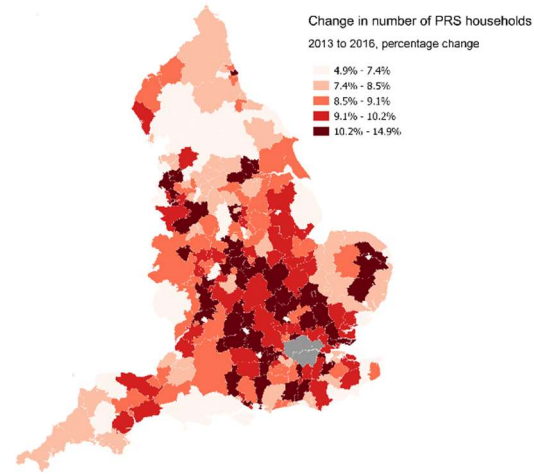 Change in number of PRS households
2013 to 2016, percentage change
4.9% - 7.4%
7.4% - 8.5%
8.5% - 9.1%
9.1% - 10.2%
10.2% - 14.9%